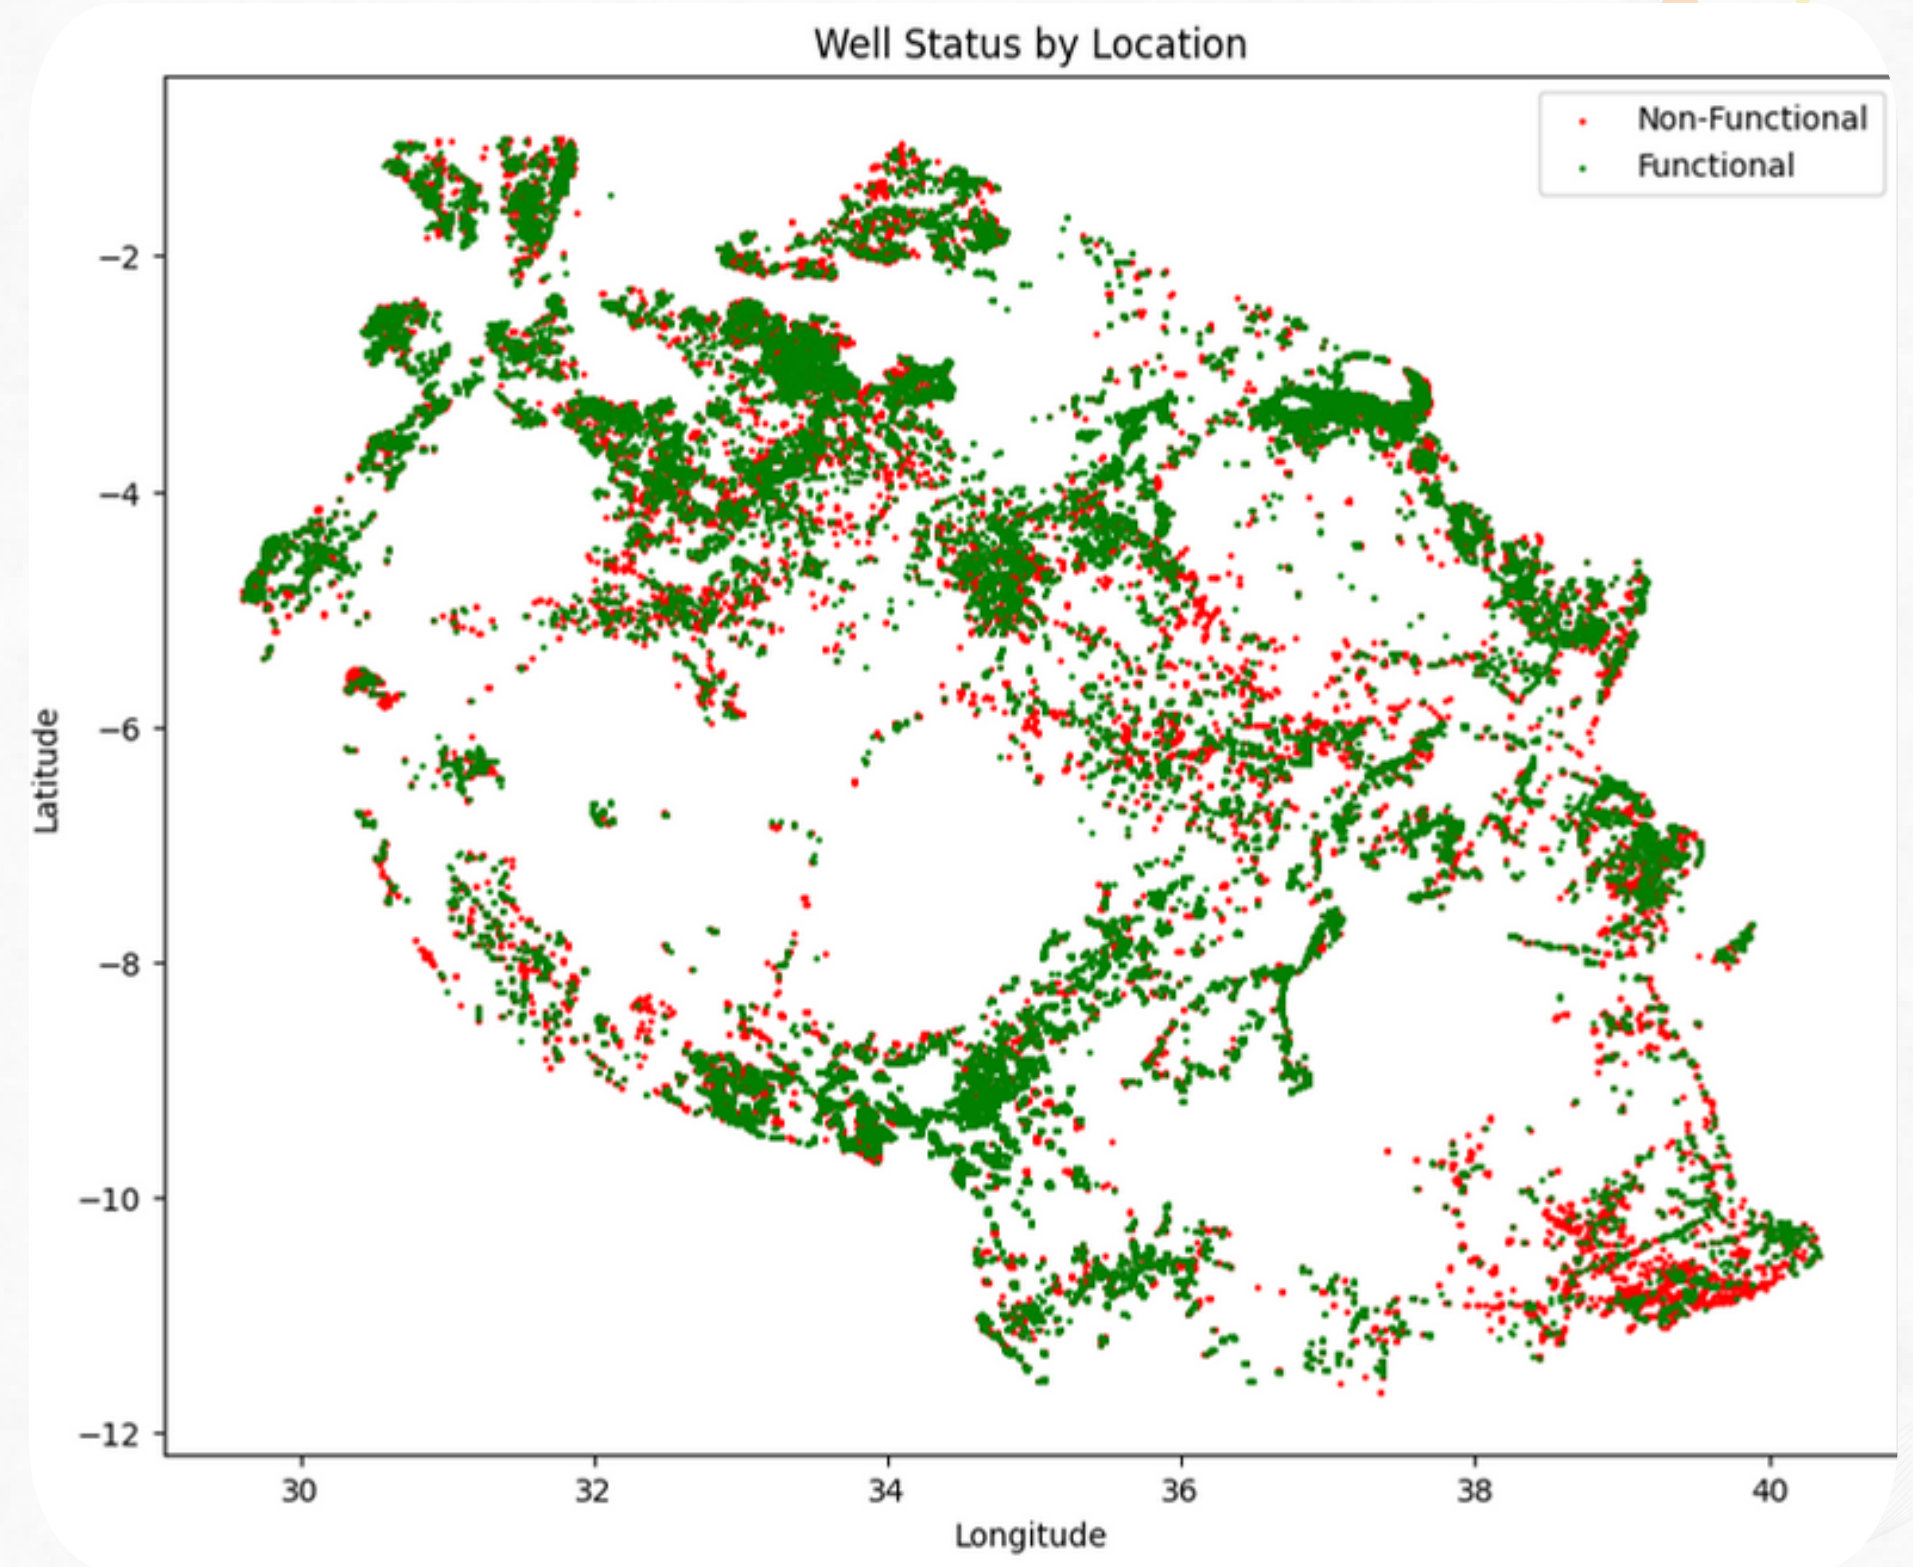 Well Status by Location
Non-Functional
Functional
−2
−4
−6
−8
−10
−12
Latitude
30 32 34 36 38 40
Longitude